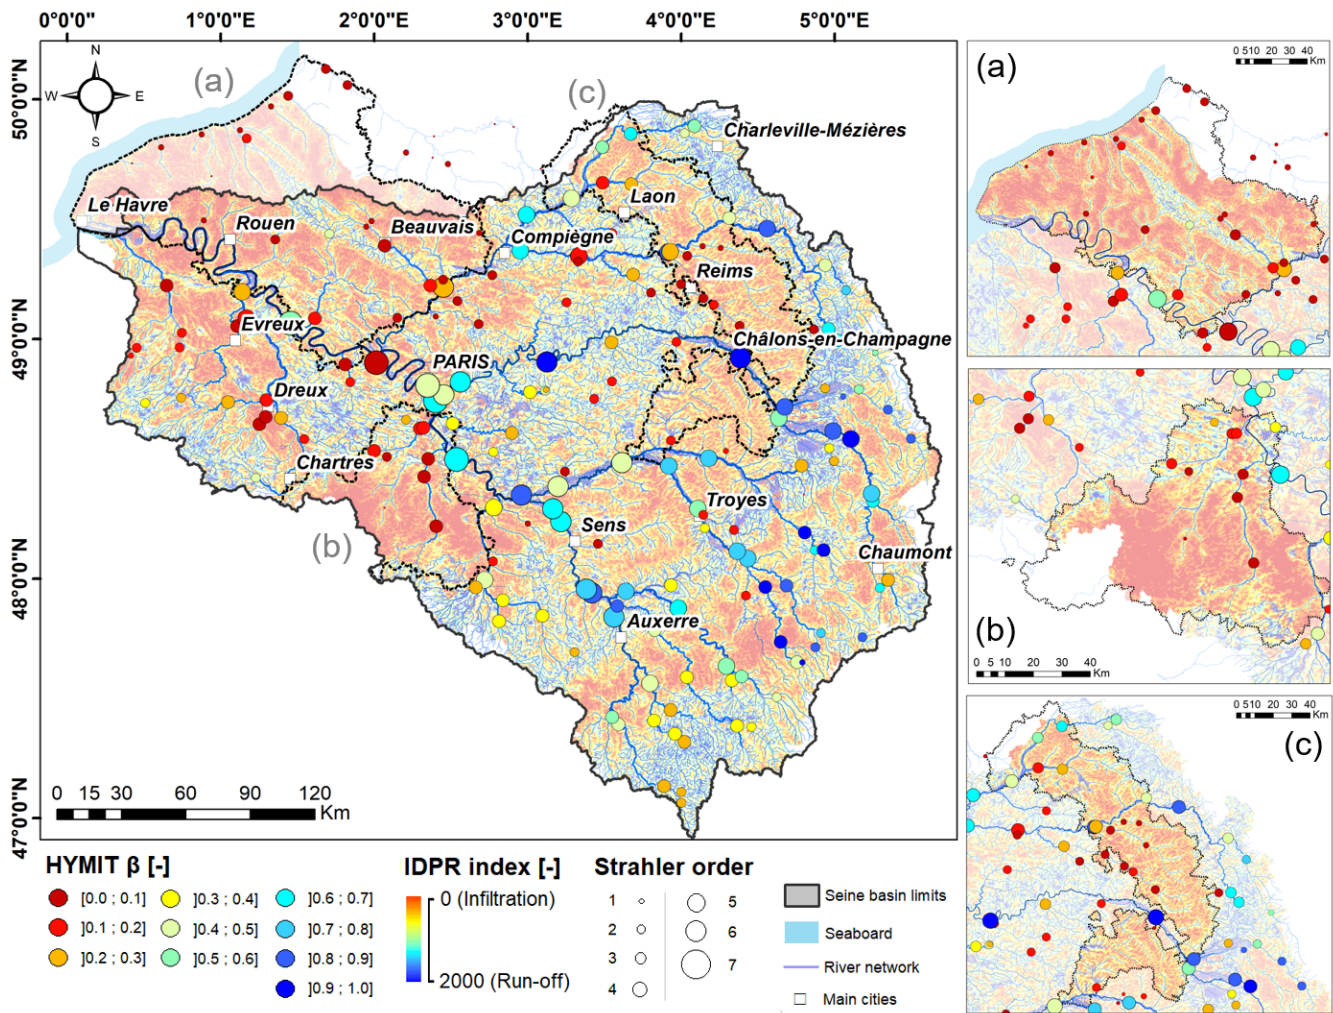 0°0'0"
1°0'0"E
2°0'0"E
3°0'0"E
4°0'0"E
5°0'0"E
50°0'0"N
49°0'0"N
48°0'0"N
47°0'0"N
N
W
E
S
(a)
(c)
(b)
Charleville-Mézières
Le Havre
Rouen
Beauvais
Laon
Compiègne
Reims
Evreux
Châlons-en-Champagne
PARIS
Dreux
Chartres
Troyes
Sens
Chaumont
Auxerre
0 15 30 60 90 120
Km
(a)
0 5 10 20 30 40
Km
(b)
0 5 10 20 30 40
Km
(c)
0 5 10 20 30 40
Km
HYMIT β [-]
]0.0 ; 0.1]
]0.1 ; 0.2]
]0.2 ; 0.3]
]0.3 ; 0.4]
]0.4 ; 0.5]
]0.5 ; 0.6]
]0.6 ; 0.7]
]0.7 ; 0.8]
]0.8 ; 0.9]
]0.9 ; 1.0]
IDPR index [-]
0 (Infiltration)
2000 (Run-off)
Strahler order
1
2
3
4
5
6
7
Seine basin limits
Seaboard
River network
Main cities